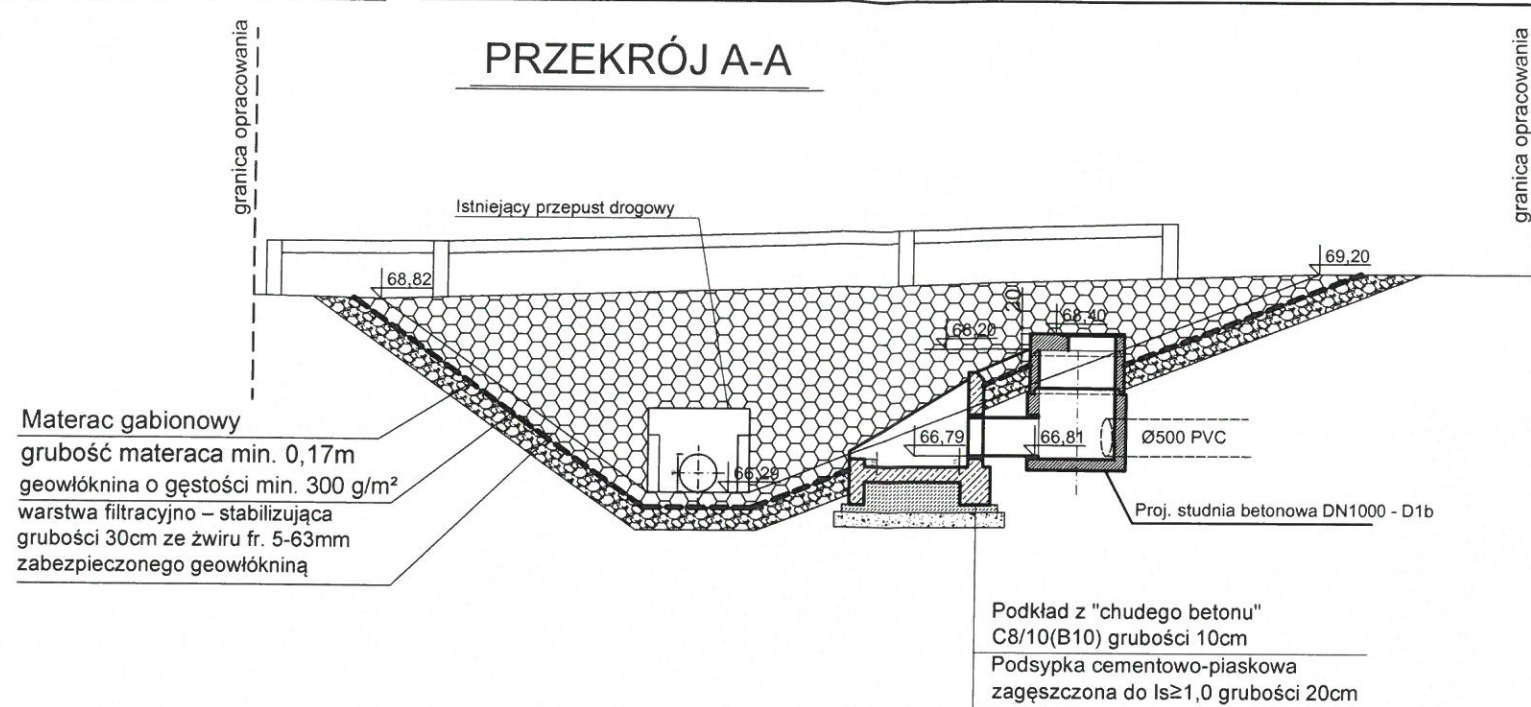 PRZEKRÓJ A-A
granica opracowania
granica opracowania
Istniejący przepust drogowy
68,82
69,20
20
68,20
68,40
66,79
66,81
Ø500 PVC
66,29
Materac gabionowy
grubość materaca min. 0,17m
geowłóknina o gęstości min. 300 g/m²
warstwa filtracyjno – stabilizująca
grubości 30cm ze żwiru fr. 5-63mm
zabezpieczonego geowłókniną
Proj. studnia betonowa DN1000 - D1b
Podkład z "chudego betonu"
C8/10(B10) grubości 10cm
Podsypka cementowo-piaskowa
zagęszczona do Is≥1,0 grubości 20cm